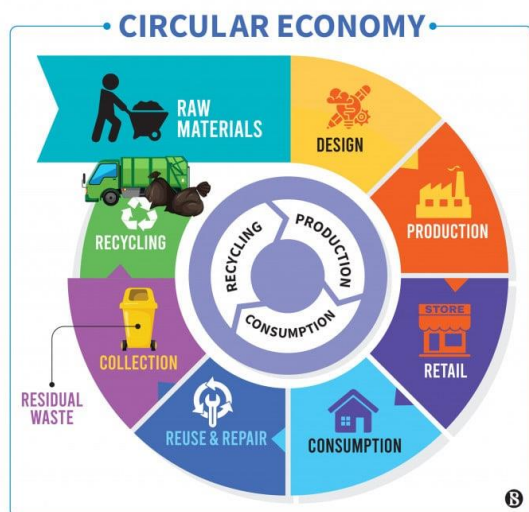 CIRCULAR ECONOMY
RAW
MATERIALS
DESIGN
PRODUCTION
STORE
RETAIL
CONSUMPTION
REUSE & REPAIR
COLLECTION
RESIDUAL
WASTE
RECYCLING
RECYCLING
PRODUCTION
CONSUMPTION